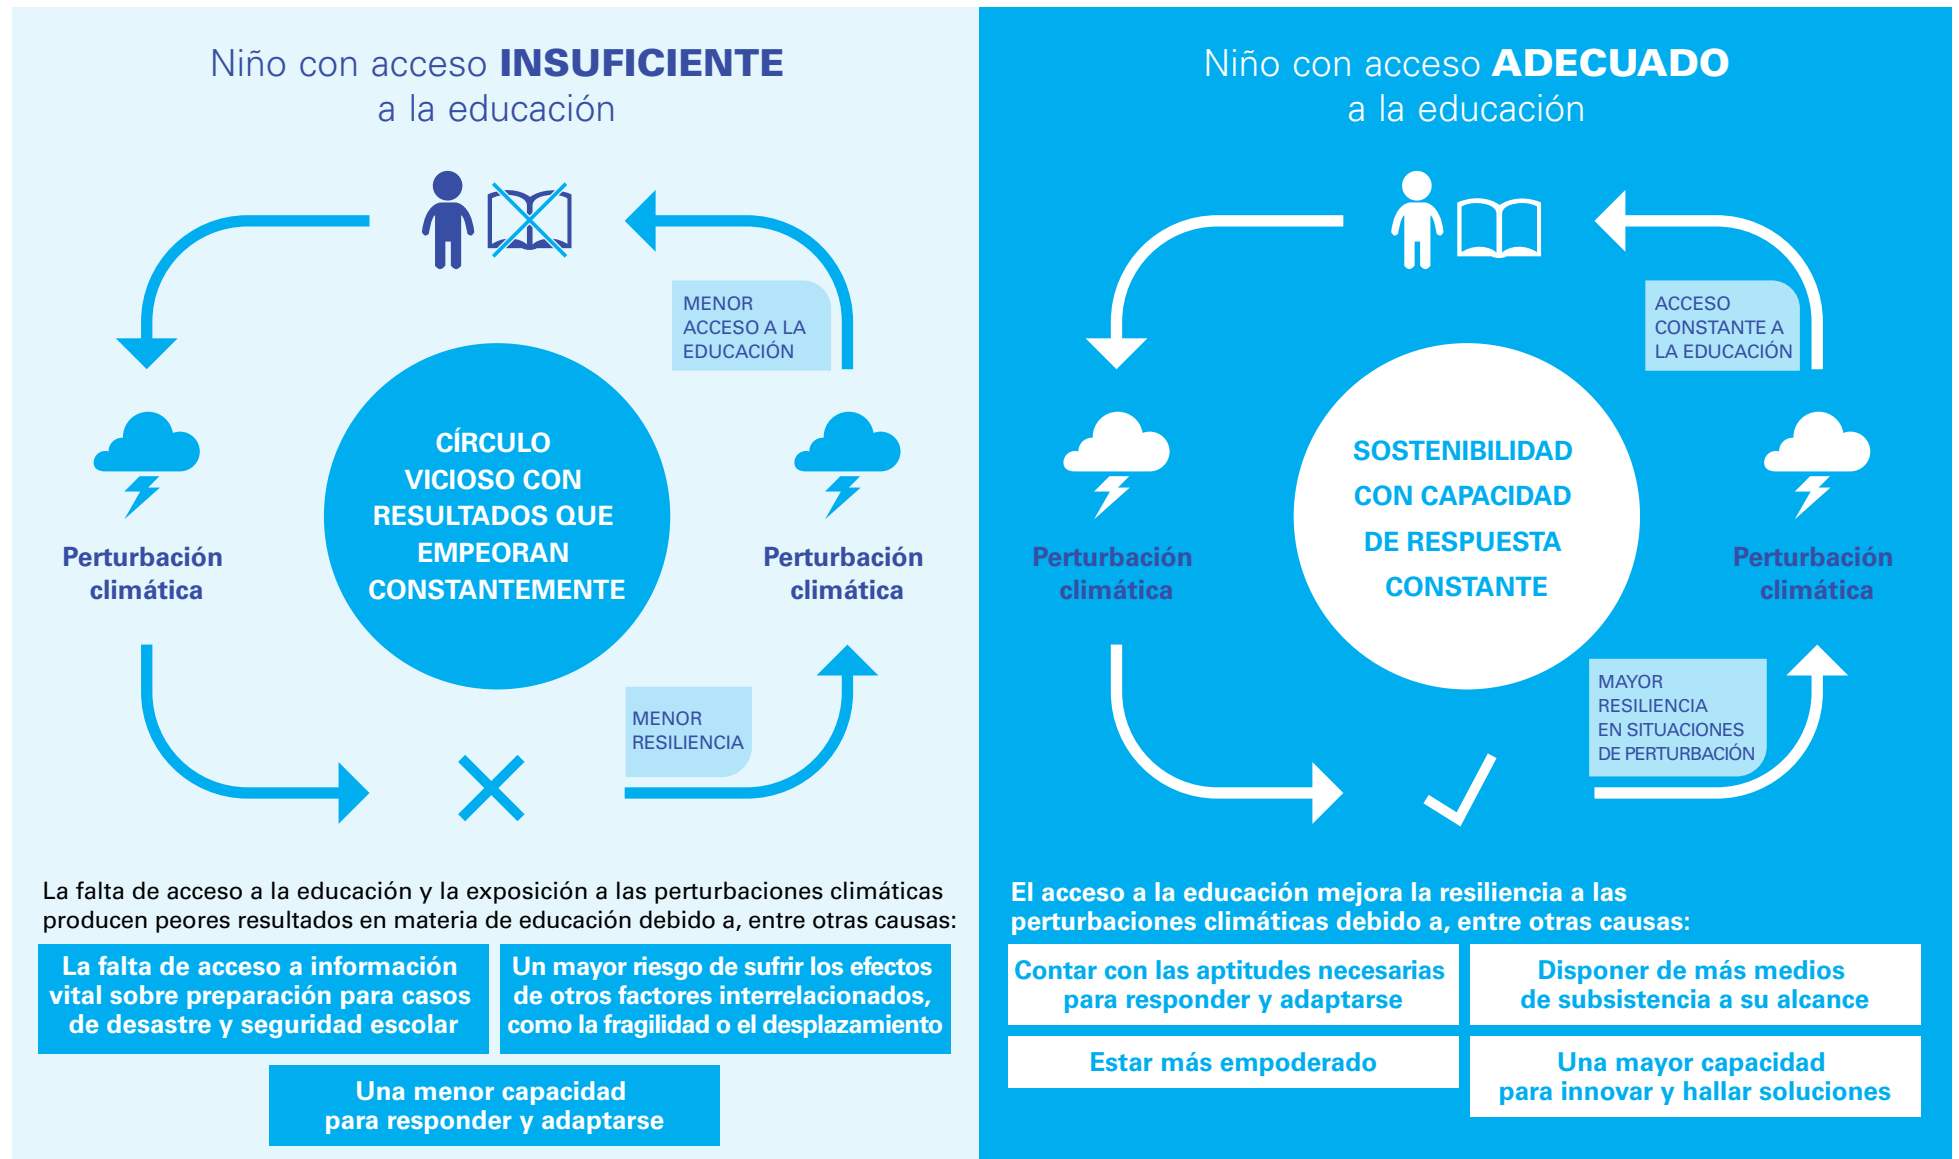 Niño con acceso INSUFICIENTE
a la educación
MENOR
ACCESO A LA
EDUCACIÓN
CÍRCULO
VICIOSO CON
RESULTADOS QUE
EMPEORAN
CONSTANTEMENTE
Perturbación
climática
Perturbación
climática
MENOR
RESILIENCIA
La falta de acceso a la educación y la exposición a las perturbaciones climáticas
producen peores resultados en materia de educación debido a, entre otras causas:
La falta de acceso a información
vital sobre preparación para casos
de desastre y seguridad escolar
Un mayor riesgo de sufrir los efectos
de otros factores interrelacionados,
como la fragilidad o el desplazamiento
Una menor capacidad
para responder y adaptarse
Niño con acceso ADECUADO
a la educación
ACCESO
CONSTANTE A
LA EDUCACIÓN
SOSTENIBILIDAD
CON CAPACIDAD
DE RESPUESTA
CONSTANTE
Perturbación
climática
Perturbación
climática
MAYOR
RESILIENCIA
EN SITUACIONES
DE PERTURBACIÓN
El acceso a la educación mejora la resiliencia a las
perturbaciones climáticas debido a, entre otras causas:
Contar con las aptitudes necesarias
para responder y adaptarse
Disponer de más medios
de subsistencia a su alcance
Estar más empoderado
Una mayor capacidad
para innovar y hallar soluciones